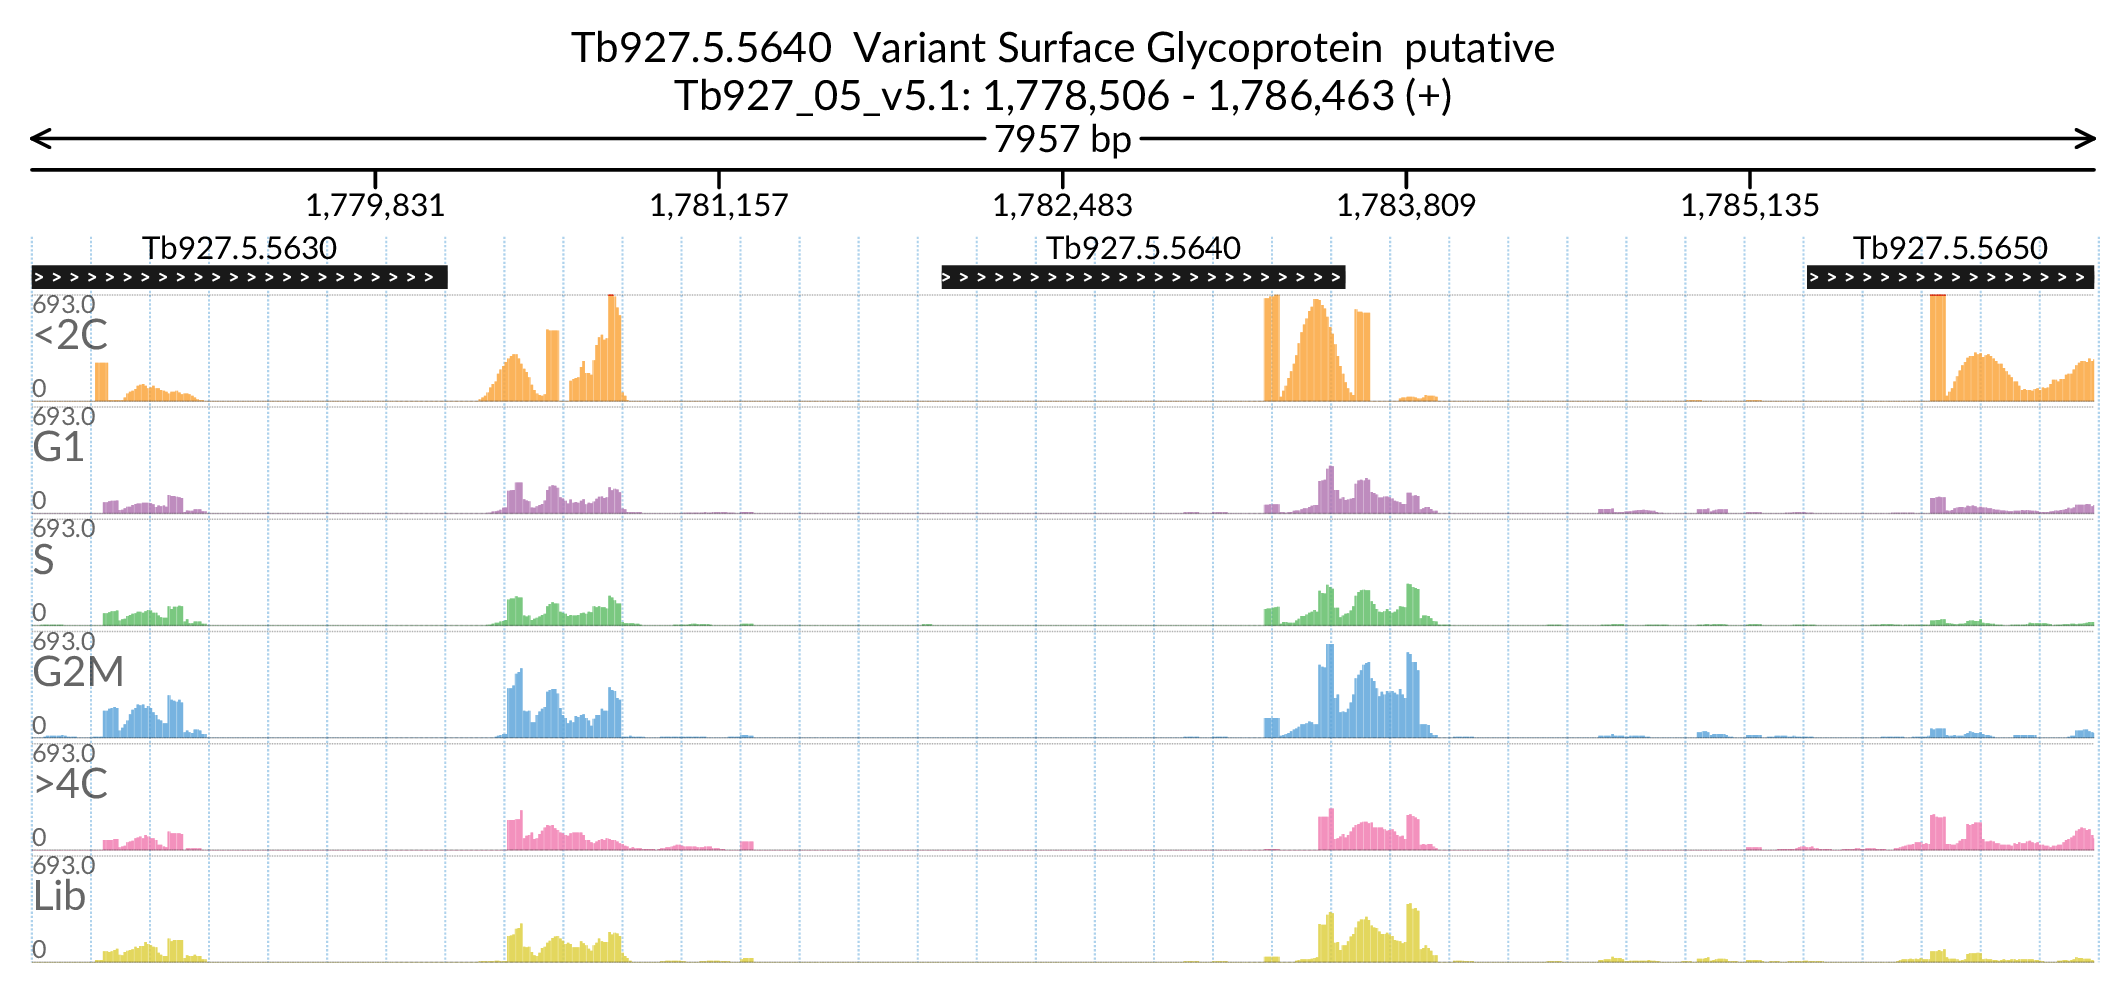 Tb927.5.5640  Variant Surface Glycoprotein  putative
Tb927_05_v5.1: 1,778,506 - 1,786,463 (+)
7957 bp
1,779,831 1,781,157 1,782,483 1,783,809 1,785,135
Tb927.5.5630 Tb927.5.5640 Tb927.5.5650
693.0
<2C
0
693.0
G1
0
693.0
S
0
693.0
G2M
0
693.0
>4C
0
693.0
Lib
0